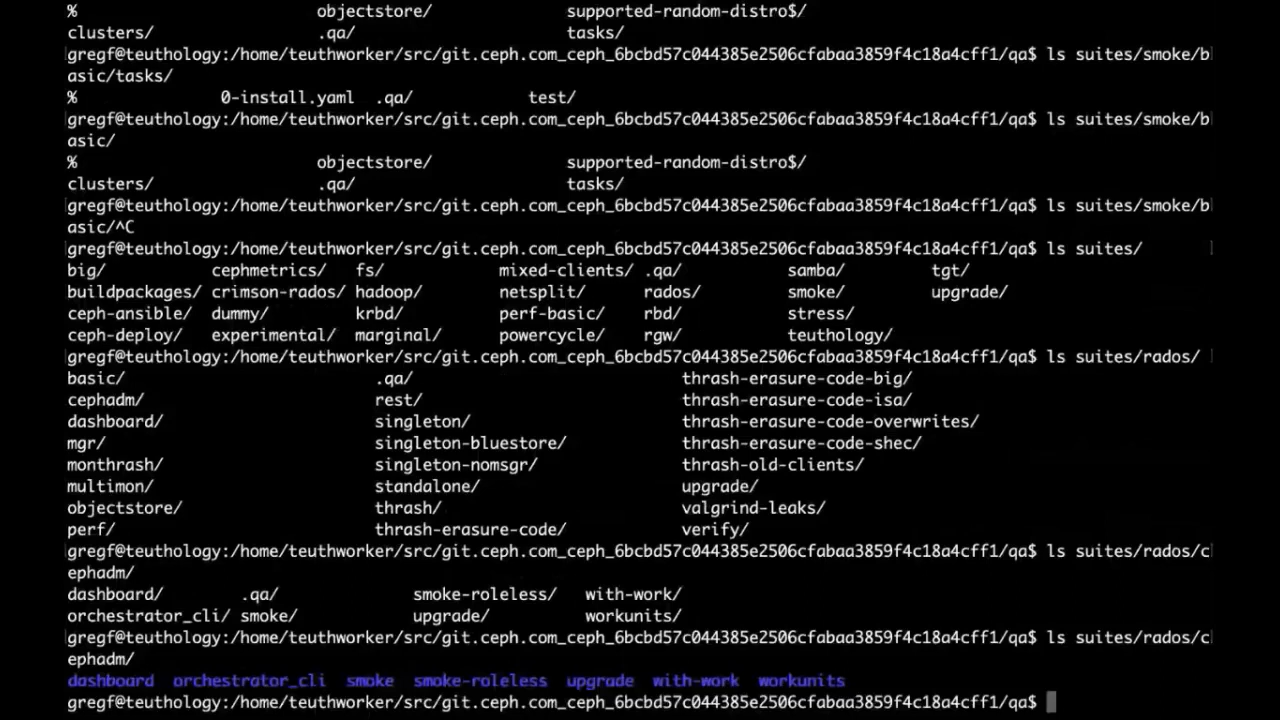 %                                objectstore/                  supported-random-distro$/
clusters/                        .qa/                          tasks/
gregf@teuthology:/home/teuthworker/src/git.ceph.com_ceph_6bcbd57c044385e2506cfabaa3859f4c18a4cff1/qa$ ls suites/smoke/b
asic/tasks/
%               0-install.yaml  .qa/            test/
gregf@teuthology:/home/teuthworker/src/git.ceph.com_ceph_6bcbd57c044385e2506cfabaa3859f4c18a4cff1/qa$ ls suites/smoke/b
asic/
%                         objectstore/              supported-random-distro$/
clusters/                 .qa/                      tasks/
gregf@teuthology:/home/teuthworker/src/git.ceph.com_ceph_6bcbd57c044385e2506cfabaa3859f4c18a4cff1/qa$ ls suites/smoke/b
asic/^C
gregf@teuthology:/home/teuthworker/src/git.ceph.com_ceph_6bcbd57c044385e2506cfabaa3859f4c18a4cff1/qa$ ls suites/
big/           cephmetrics/   fs/            mixed-clients/ .qa/           samba/         tgt/
buildpackages/ crimson-rados/ hadoop/        netsplit/      rados/         smoke/         upgrade/
ceph-ansible/  dummy/         krbd/          perf-basic/    rbd/           stress/
ceph-deploy/   experimental/  marginal/      powercycle/    rgw/           teuthology/
gregf@teuthology:/home/teuthworker/src/git.ceph.com_ceph_6bcbd57c044385e2506cfabaa3859f4c18a4cff1/qa$ ls suites/rados/
basic/                          .qa/                            thrash-erasure-code-big/
cephadm/                        rest/                           thrash-erasure-code-isa/
dashboard/                      singleton/                      thrash-erasure-code-overwrites/
mgr/                            singleton-bluestore/            thrash-erasure-code-shec/
monthrash/                      singleton-nomsgr/               thrash-old-clients/
multimon/                       standalone/                     upgrade/
objectstore/                    thrash/                         valgrind-leaks/
perf/                           thrash-erasure-code/            verify/
gregf@teuthology:/home/teuthworker/src/git.ceph.com_ceph_6bcbd57c044385e2506cfabaa3859f4c18a4cff1/qa$ ls suites/rados/c
ephadm/
dashboard/        .qa/              smoke-roleless/   with-work/
orchestrator_cli/ smoke/            upgrade/          workunits/
gregf@teuthology:/home/teuthworker/src/git.ceph.com_ceph_6bcbd57c044385e2506cfabaa3859f4c18a4cff1/qa$ ls suites/rados/c
ephadm/
dashboard  orchestrator_cli  smoke  smoke-roleless  upgrade  with-work  workunits
gregf@teuthology:/home/teuthworker/src/git.ceph.com_ceph_6bcbd57c044385e2506cfabaa3859f4c18a4cff1/qa$